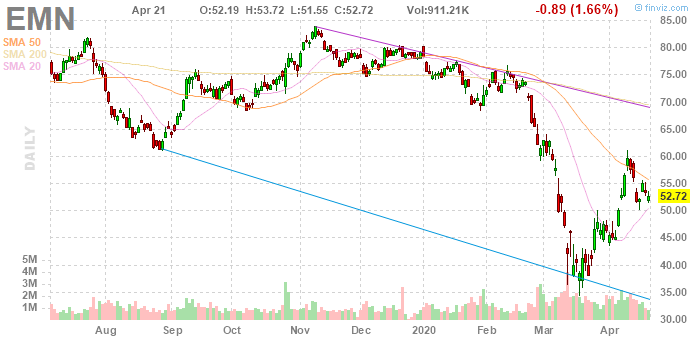 EMN Apr 21 O:52.19 H:53.72 L:51.55 C:52.72 Vol:911.21K -0.89 (1.66%) © finviz.com
SMA 50
SMA 200
SMA 20
DAILY
85.00
80.00
75.00
70.00
65.00
60.00
55.00
52.72
50.00
45.00
40.00
35.00
30.00
5M
4M
3M
2M
1M
Aug Sep Oct Nov Dec 2020 Feb Mar Apr